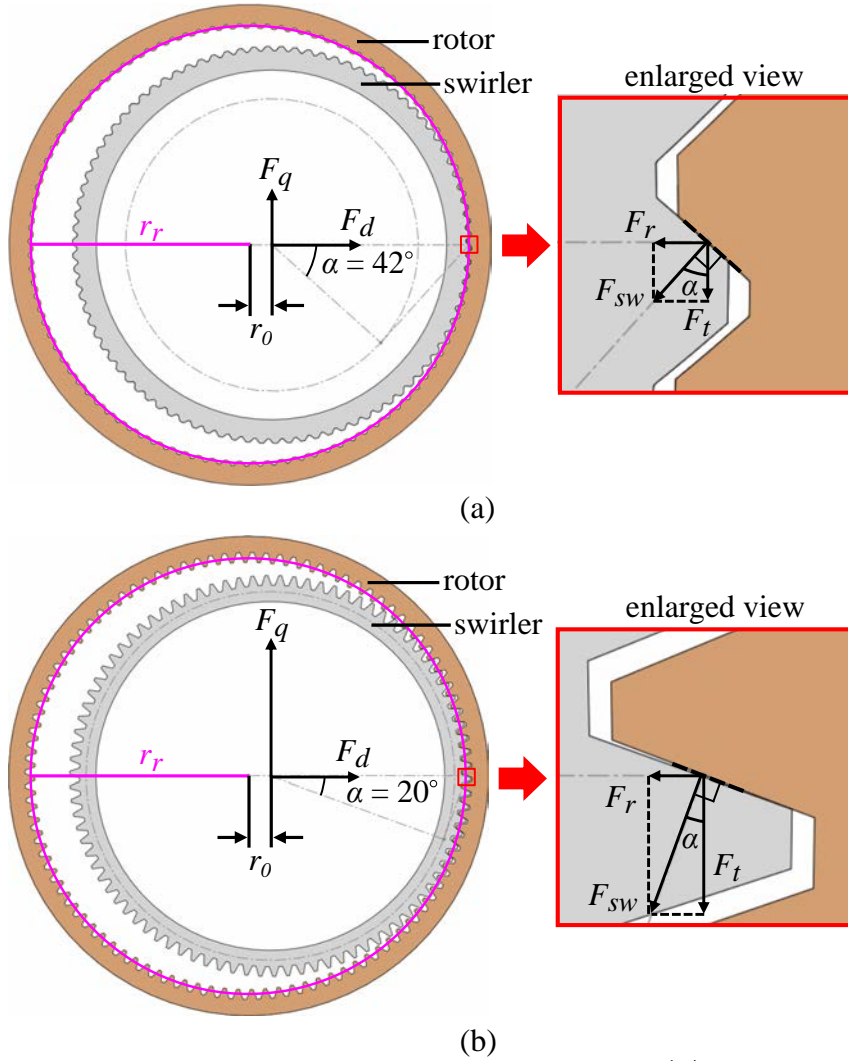 rotor
swirler
enlarged view
F_q
F_r
r_r
F_d
α = 42°
F_sw
α
F_t
r_0
(a)
rotor
swirler
enlarged view
F_q
r_r
F_d
α = 20°
F_r
α
r_0
F_t
F_sw
(b)